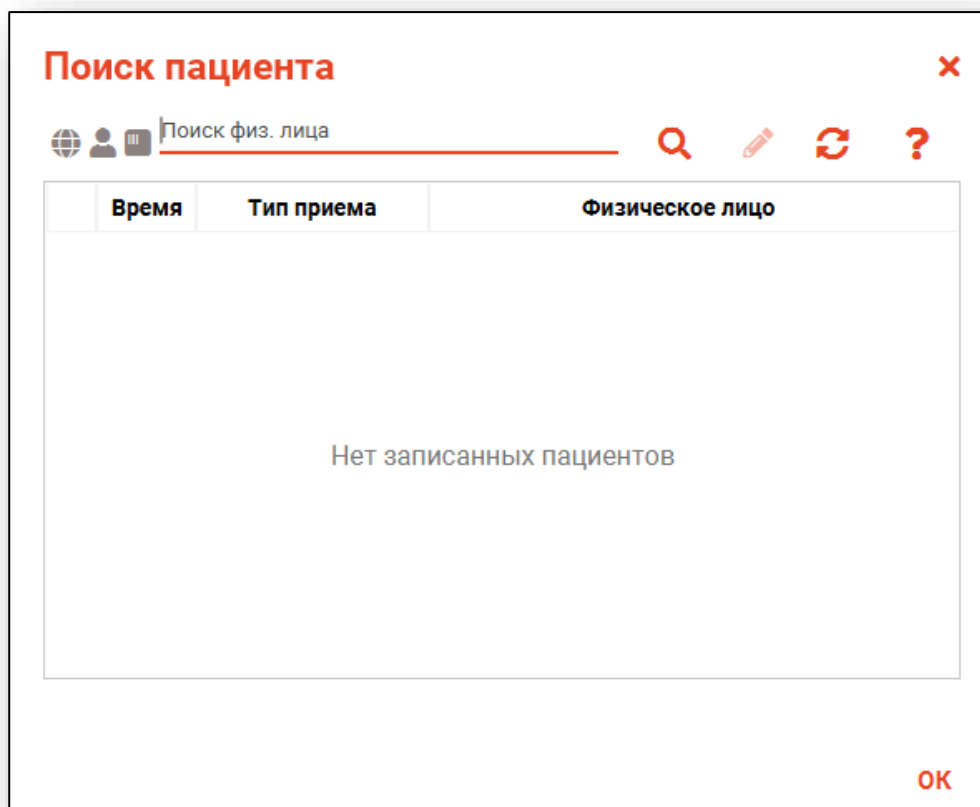 Поиск пациента
Поиск физ. лица
Время Тип приема Физическое лицо
Нет записанных пациентов
ОК